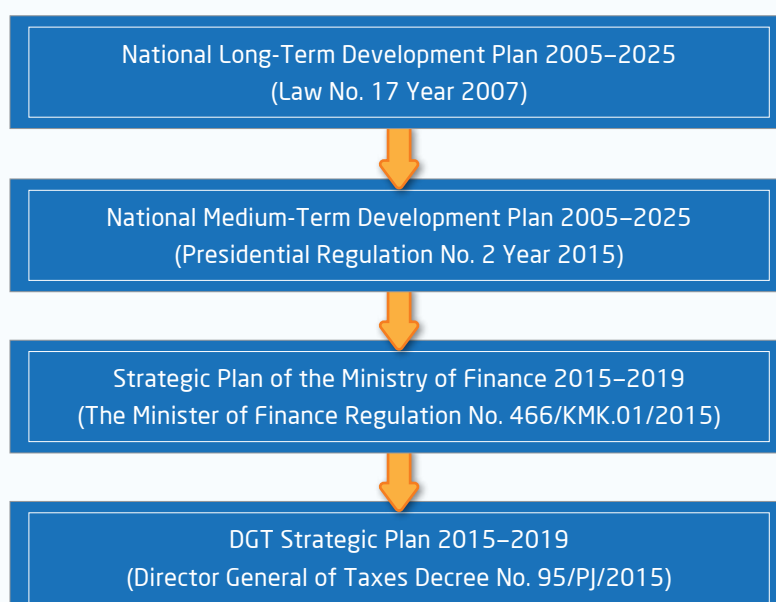 National Long-Term Development Plan 2005–2025
(Law No. 17 Year 2007)
National Medium-Term Development Plan 2005–2025
(Presidential Regulation No. 2 Year 2015)
Strategic Plan of the Ministry of Finance 2015–2019
(The Minister of Finance Regulation No. 466/KMK.01/2015)
DGT Strategic Plan 2015–2019
(Director General of Taxes Decree No. 95/PJ/2015)